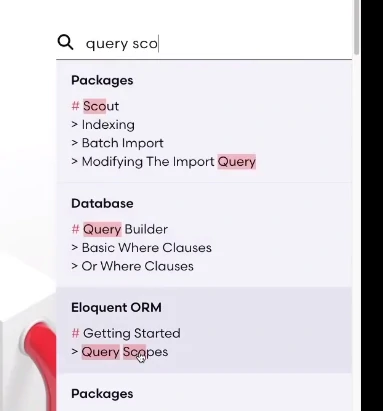 query sco
Packages
# Scout
> Indexing
> Batch Import
> Modifying The Import Query
Database
# Query Builder
> Basic Where Clauses
> Or Where Clauses
Eloquent ORM
# Getting Started
> Query Scopes
Packages